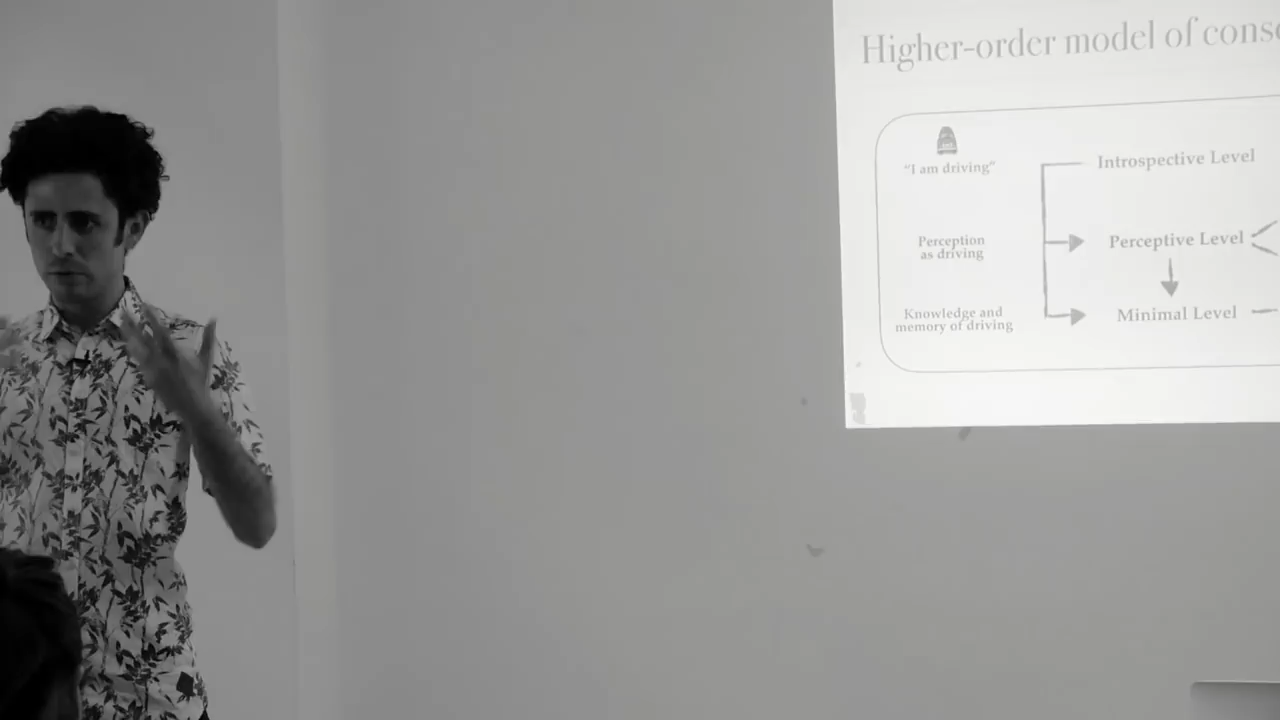 Higher-order model of cons
"I am driving"
Introspective Level
Perception
as driving
Perceptive Level
Knowledge and
memory of driving
Minimal Level